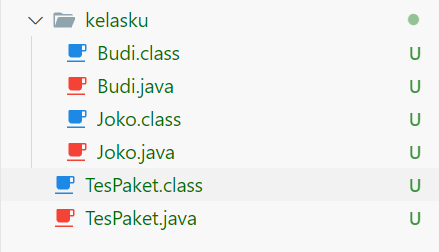 kelasku
Budi.class U
Budi.java U
Joko.class U
Joko.java U
TesPaket.class U
TesPaket.java U